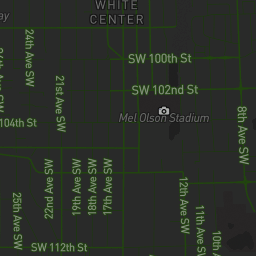 WHITE
CENTER
24th Ave SW
SW 100th St
21st Ave SW
SW 102nd St
104th St
Mel Olson Stadium
8th Ave SW
22nd Ave SW
19th Ave SW
18th Ave SW
17th Ave SW
25th Ave SW
12th Ave SW
11th Ave
10th A
SW 112th St